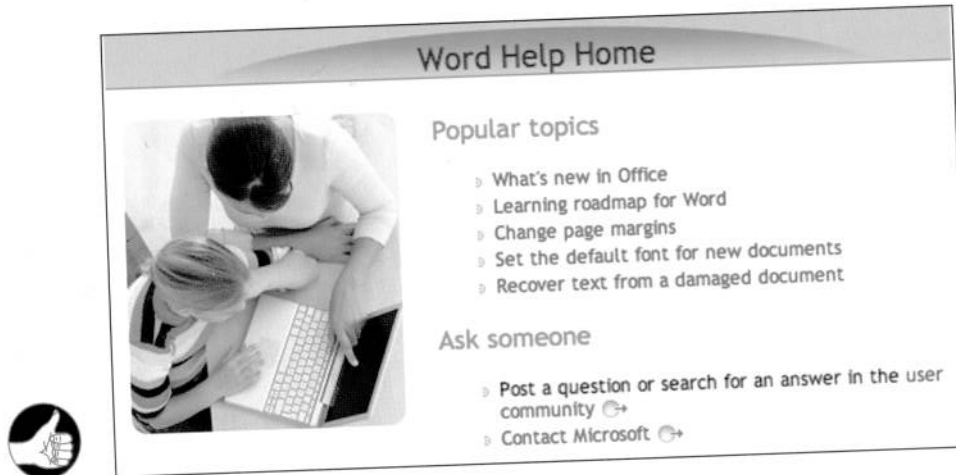 Word Help Home
Popular topics
What's new in Office
Learning roadmap for Word
Change page margins
Set the default font for new documents
Recover text from a damaged document
Ask someone
Post a question or search for an answer in the user
community
Contact Microsoft